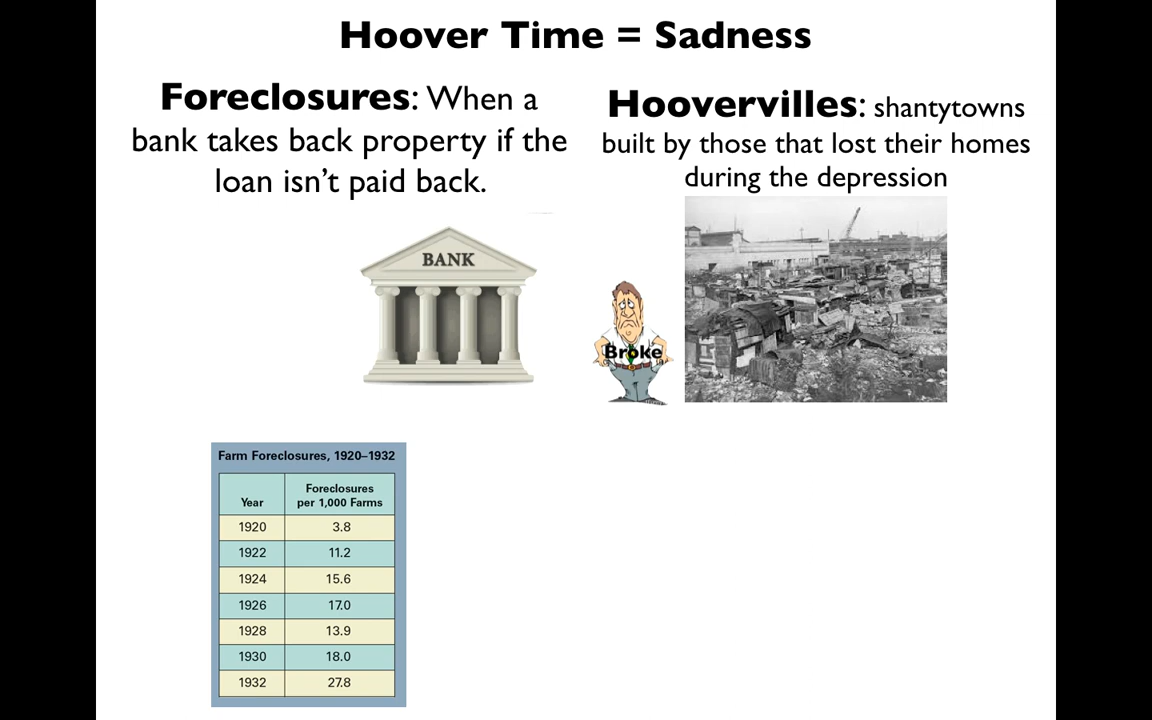 Hoover Time = Sadness
Foreclosures: When a
bank takes back property if the
loan isn't paid back.
Hoovervilles: shantytowns
built by those that lost their homes
during the depression
BANK
Broke
Farm Foreclosures, 1920–1932
Year Foreclosures per 1,000 Farms
1920 3.8
1922 11.2
1924 15.6
1926 17.0
1928 13.9
1930 18.0
1932 27.8